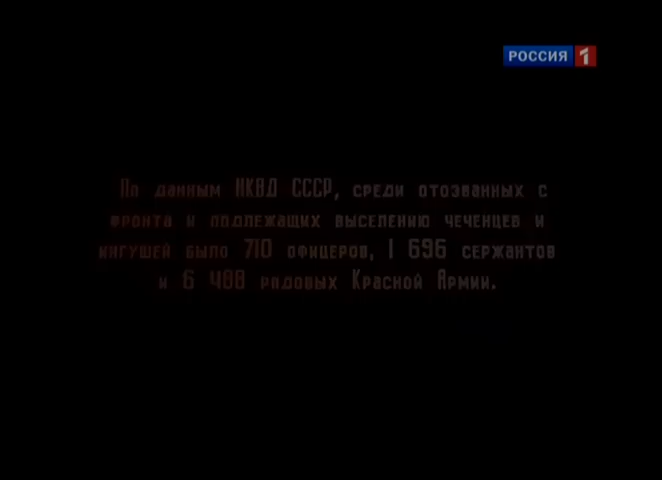 РОССИЯ 1
По данным НКВД СССР, среди отозванных с
фронта и подлежащих выселению чеченцев и
ингушей было 710 офицеров, 1 696 сержантов
и 6 488 рядовых Красной Армии.